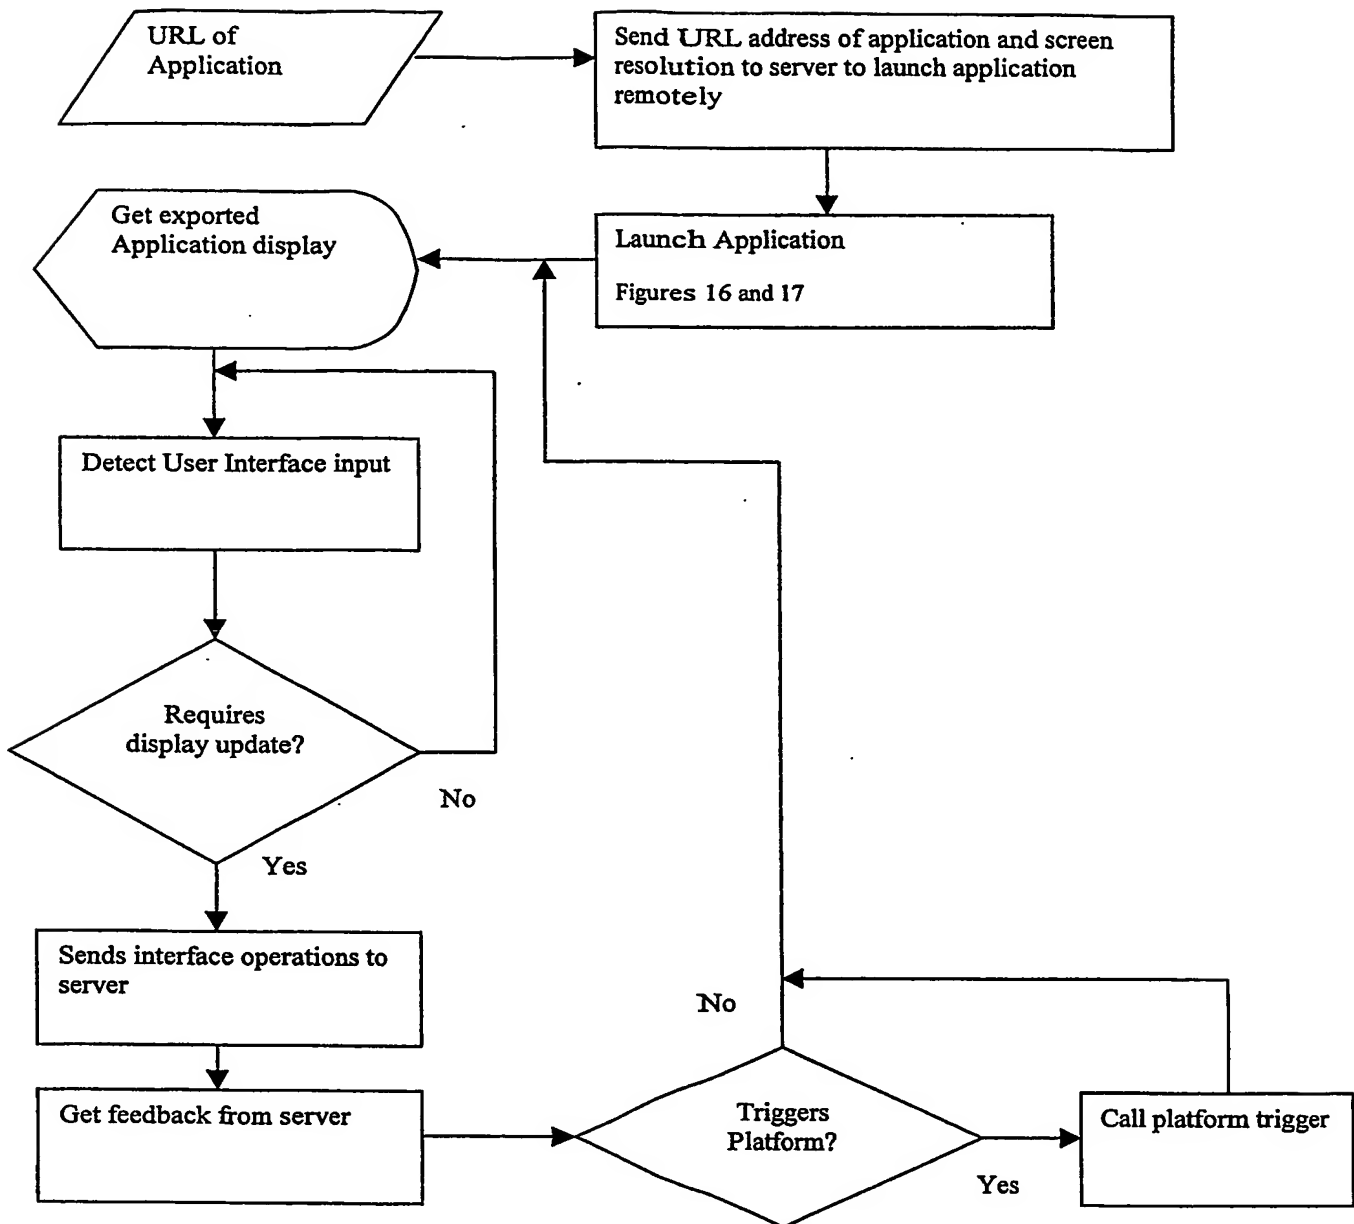 URL of
Application
Send URL address of application and screen
resolution to server to launch application
remotely
Get exported
Application display
Launch Application
Figures 16 and 17
Detect User Interface input
Requires
display update?
No
Yes
Sends interface operations to
server
Get feedback from server
No
Triggers
Platform?
Yes
Call platform trigger